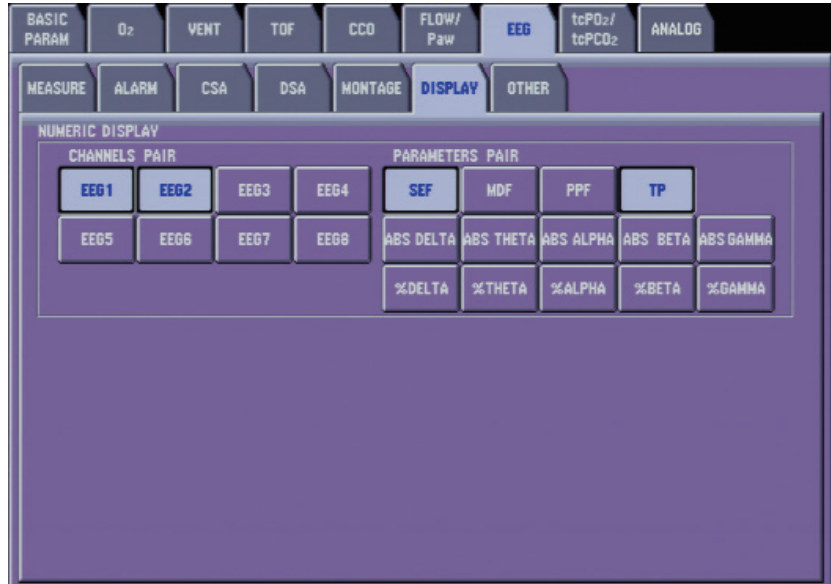 BASIC PARAM O2 VENT TOF CCO FLOW/ Paw EEG tcPO2/ tcPCO2 ANALOG
MEASURE ALARM CSA DSA MONTAGE DISPLAY OTHER
NUMERIC DISPLAY
CHANNELS PAIR PARAMETERS PAIR
EEG1 EEG2 EEG3 EEG4 SEF MDF PPF TP
EEG5 EEG6 EEG7 EEG8 ABS DELTA ABS THETA ABS ALPHA ABS BETA ABS GAMMA
%DELTA %THETA %ALPHA %BETA %GAMMA